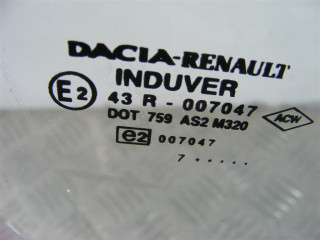 DACIA-RENAULT
INDUVER
E2 43 R - 007047
ACW
DOT 759 AS2 M320
e2 007047
7 .....